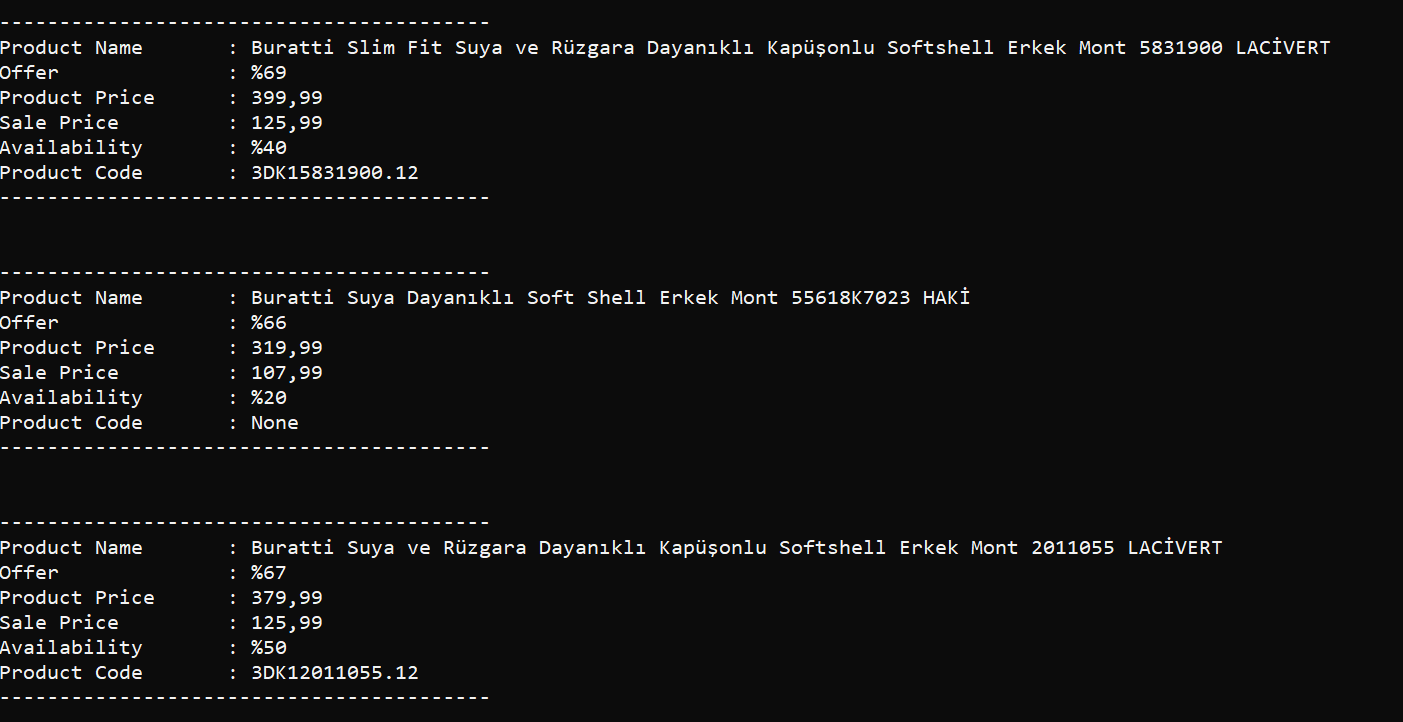 -----------------------------------------
Product Name       : Buratti Slim Fit Suya ve Rüzgara Dayanıklı Kapüşonlu Softshell Erkek Mont 5831900 LACİVERT
Offer              : %69
Product Price      : 399,99
Sale Price         : 125,99
Availability       : %40
Product Code       : 3DK15831900.12
-----------------------------------------
-----------------------------------------
Product Name       : Buratti Suya Dayanıklı Soft Shell Erkek Mont 55618K7023 HAKİ
Offer              : %66
Product Price      : 319,99
Sale Price         : 107,99
Availability       : %20
Product Code       : None
-----------------------------------------
-----------------------------------------
Product Name       : Buratti Suya ve Rüzgara Dayanıklı Kapüşonlu Softshell Erkek Mont 2011055 LACİVERT
Offer              : %67
Product Price      : 379,99
Sale Price         : 125,99
Availability       : %50
Product Code       : 3DK12011055.12
-----------------------------------------